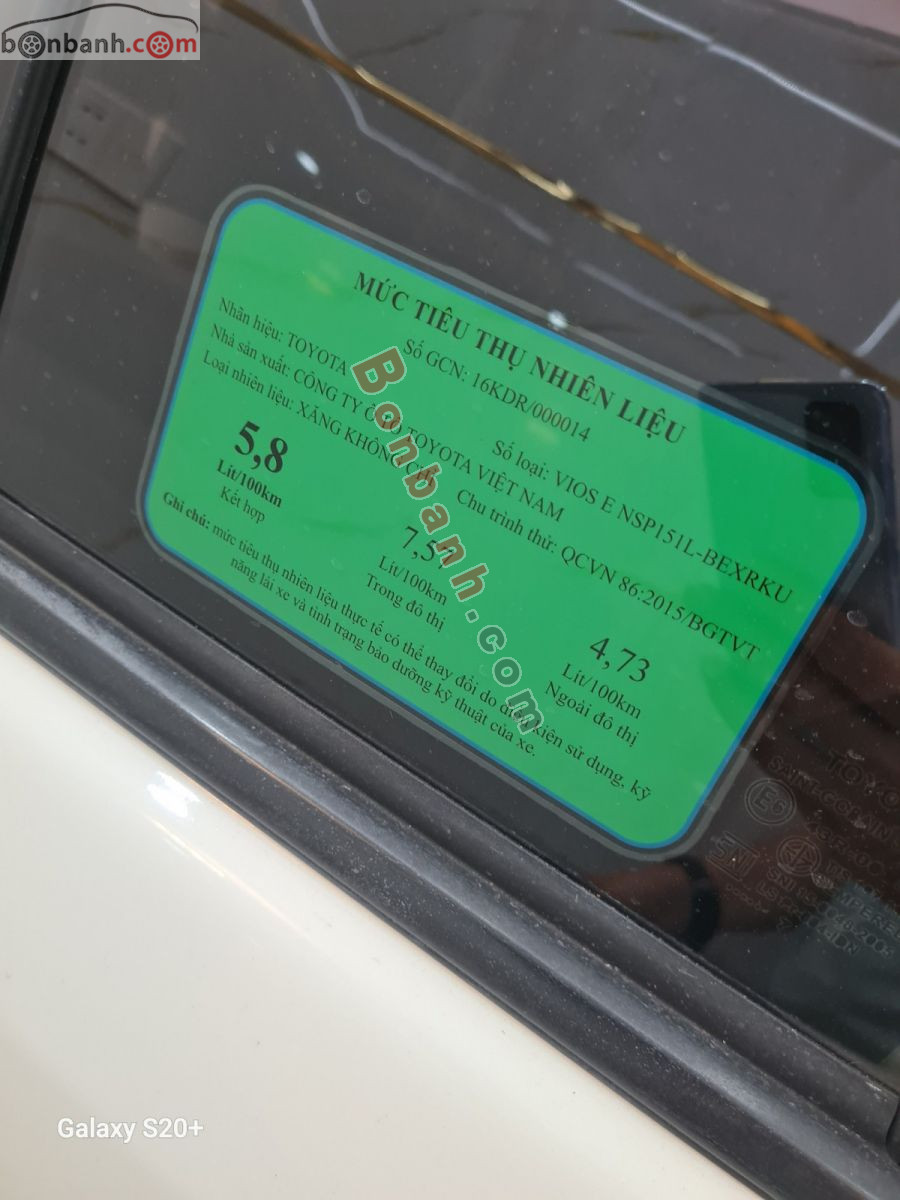 bonbanh.com
MỨC TIÊU THỤ NHIÊN LIỆU
Số GCN: 16KDR/000014
Nhãn hiệu: TOYOTA Số loại: VIOS E NSP151L-BEXRKU
Nhà sản xuất: CÔNG TY Ô TÔ TOYOTA VIỆT NAM
Loại nhiên liệu: XĂNG KHÔNG CHÌ Chu trình thử: QCVN 86:2015/BGTVT
5,8 7,57 4,73
Lít/100km Lít/100km Lít/100km
Kết hợp Trong đô thị Ngoài đô thị
Ghi chú: mức tiêu thụ nhiên liệu thực tế có thể thay đổi do điều kiện sử dụng, kỹ
năng lái xe và tình trạng bảo dưỡng kỹ thuật của xe.
Bonbanh.com
E6
SNI
Galaxy S20+